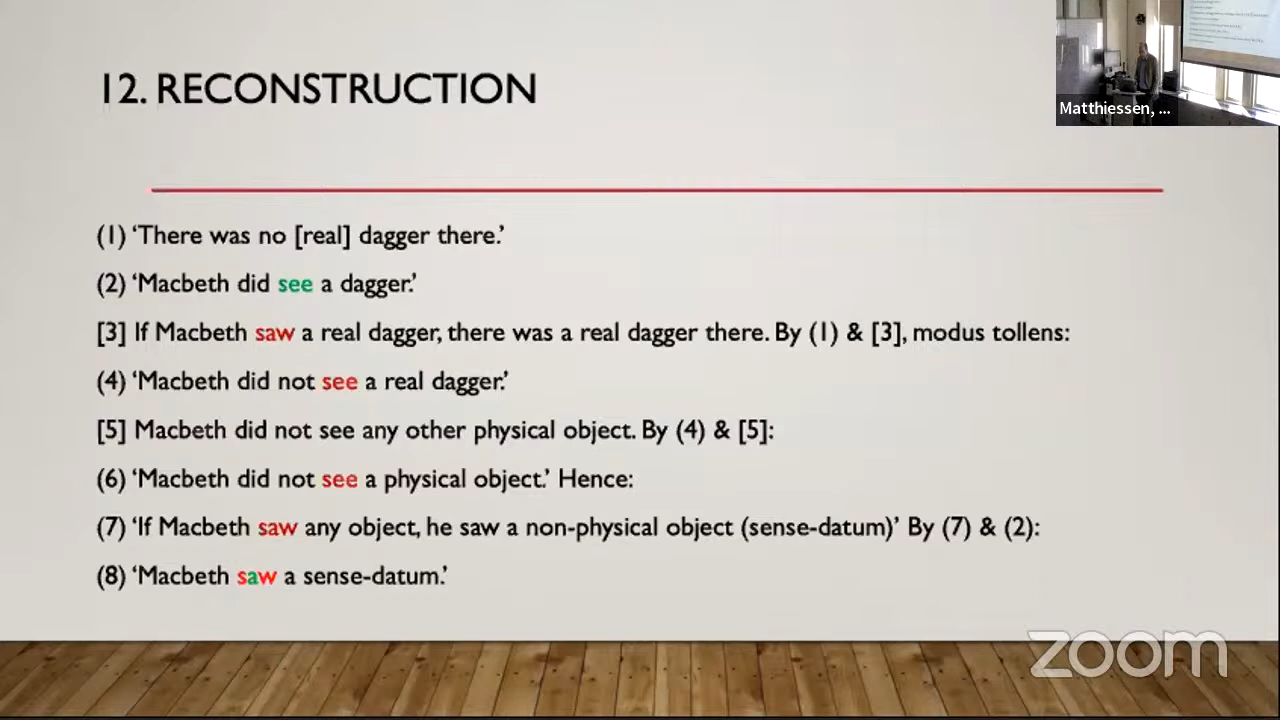 12. RECONSTRUCTION
Matthiessen, ...
(1) ‘There was no [real] dagger there.’
(2) ‘Macbeth did see a dagger.’
[3] If Macbeth saw a real dagger, there was a real dagger there. By (1) & [3], modus tollens:
(4) ‘Macbeth did not see a real dagger.’
[5] Macbeth did not see any other physical object. By (4) & [5]:
(6) ‘Macbeth did not see a physical object.’ Hence:
(7) ‘If Macbeth saw any object, he saw a non-physical object (sense-datum)’ By (7) & (2):
(8) ‘Macbeth saw a sense-datum.’
zoom